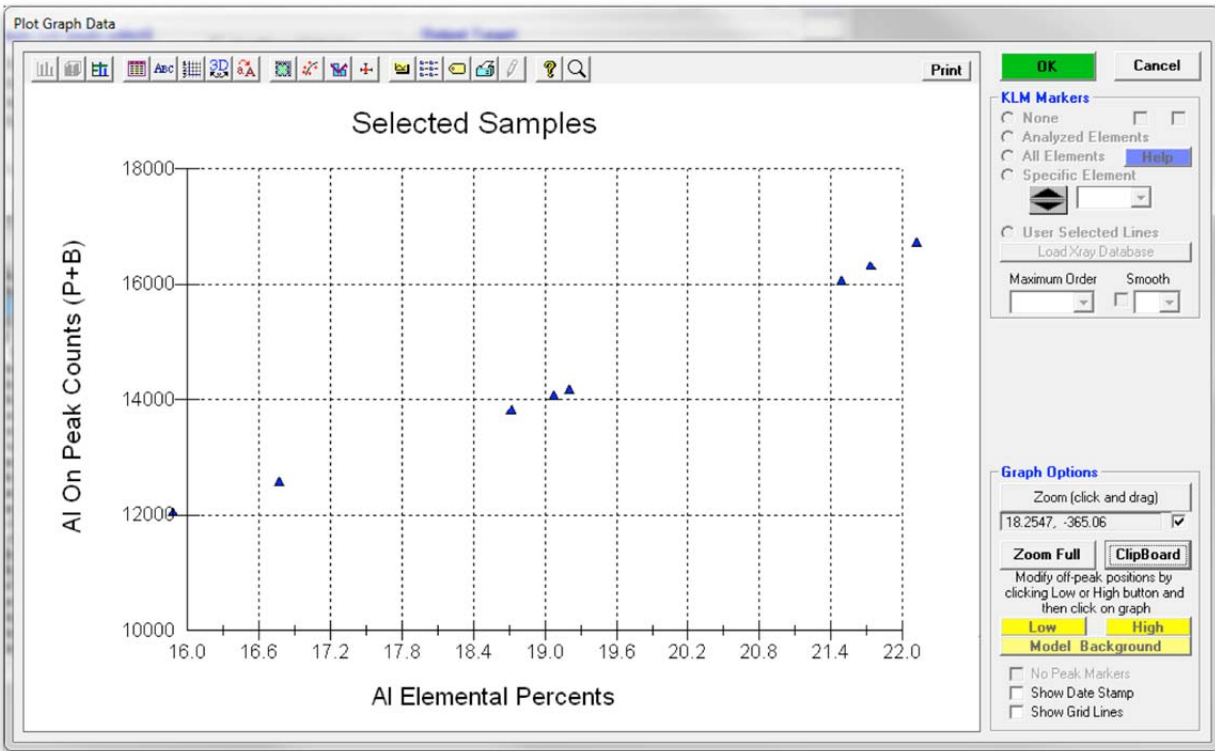 Plot Graph Data
ABC
3D
Print
OK
Cancel
Selected Samples
18000
16000
14000
12000
10000
Al On Peak Counts (P+B)
16.0 16.6 17.2 17.8 18.4 19.0 19.6 20.2 20.8 21.4 22.0
Al Elemental Percents
KLM Markers
None
Analyzed Elements
All Elements
Help
Specific Element
User Selected Lines
Load Xray Database
Maximum Order
Smooth
Graph Options
Zoom (click and drag)
18.2547, -365.06
Zoom Full
ClipBoard
Modify off-peak positions by
clicking Low or High button and
then click on graph
Low
High
Model Background
No Peak Markers
Show Date Stamp
Show Grid Lines